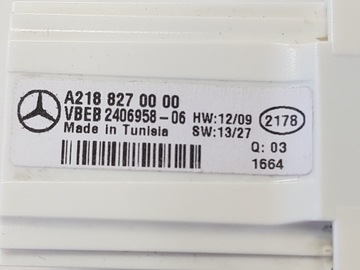 A218 827 00 00
VBEB 2406958-06 HW:12/09 2178
Made in Tunisia SW:13/27
Q: 03
1664